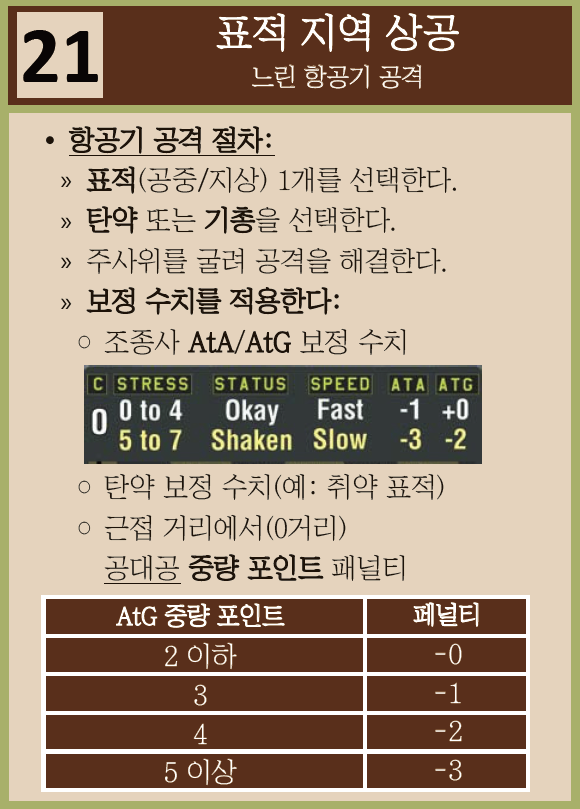 21
표적 지역 상공
느린 항공기 공격
• 항공기 공격 절차:
» 표적(공중/지상) 1개를 선택한다.
» 탄약 또는 기총을 선택한다.
» 주사위를 굴려 공격을 해결한다.
» 보정 수치를 적용한다:
○ 조종사 AtA/AtG 보정 수치
C STRESS STATUS SPEED ATA ATG
0 0 to 4 Okay Fast -1 +0
5 to 7 Shaken Slow -3 -2
○ 탄약 보정 수치(예: 취약 표적)
○ 근접 거리에서(0거리)
공대공 중량 포인트 패널티
AtG 중량 포인트 페널티
2 이하 -0
3 -1
4 -2
5 이상 -3